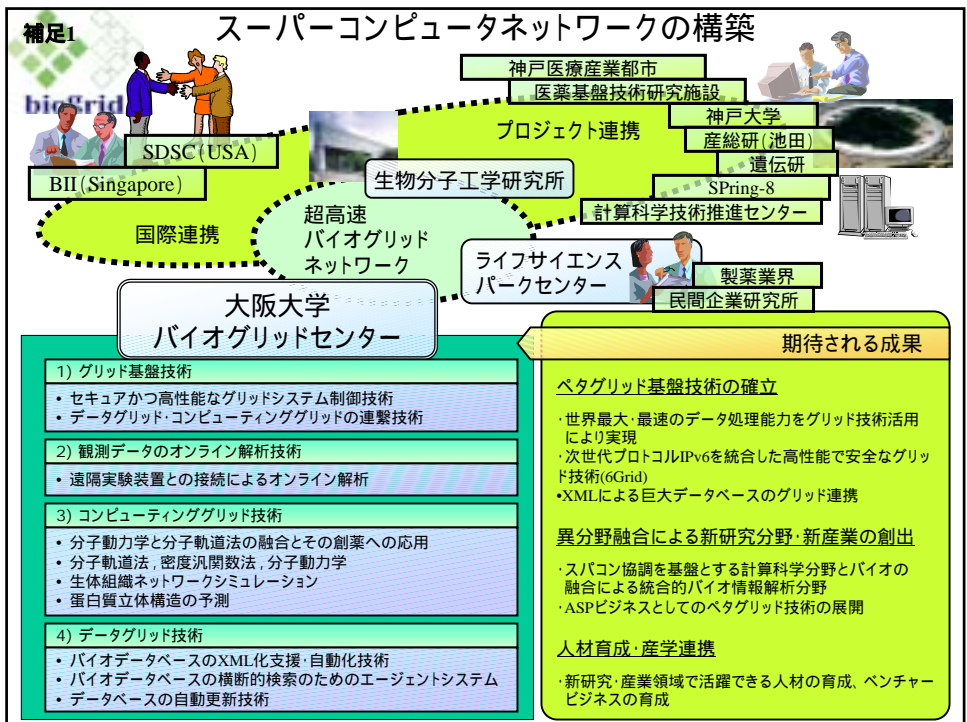 補足1
スーパーコンピュータネットワークの構築
biogrid
神戸医療産業都市
医薬基盤技術研究施設
神戸大学
産総研(池田)
遺伝研
SPring-8
計算科学技術推進センター
プロジェクト連携
SDSC(USA)
BII(Singapore)
生物分子工学研究所
国際連携
超高速
バイオグリッド
ネットワーク
ライフサイエンス
パークセンター
製薬業界
民間企業研究所
大阪大学
バイオグリッドセンター
1) グリッド基盤技術
• セキュアかつ高性能なグリッドシステム制御技術
• データグリッド・コンピューティンググリッドの連繋技術
2) 観測データのオンライン解析技術
• 遠隔実験装置との接続によるオンライン解析
3) コンピューティンググリッド技術
• 分子動力学と分子軌道法の融合とその創薬への応用
• 分子軌道法,密度汎関数法,分子動力学
• 生体組織ネットワークシミュレーション
• 蛋白質立体構造の予測
4) データグリッド技術
• バイオデータベースのXML化支援・自動化技術
• バイオデータベースの横断的検索のためのエージェントシステム
• データベースの自動更新技術
期待される成果
ペタグリッド基盤技術の確立
・世界最大・最速のデータ処理能力をグリッド技術活用
により実現
・次世代プロトコルIPv6を統合した高性能で安全なグリッ
ド技術(6Grid)
•XMLによる巨大データベースのグリッド連携
異分野融合による新研究分野・新産業の創出
・スパコン協調を基盤とする計算科学分野とバイオの
融合による統合的バイオ情報解析分野
・ASPビジネスとしてのペタグリッド技術の展開
人材育成・産学連携
・新研究・産業領域で活躍できる人材の育成、ベンチャー
ビジネスの育成